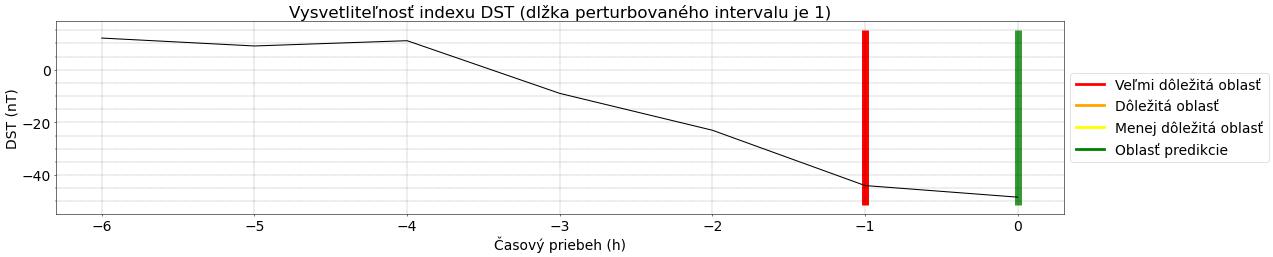 Vysvetliteľnosť indexu DST (dĺžka perturbovaného intervalu je 1)
DST (nT)
0
−20
−40
−6
−5
−4
−3
−2
−1
0
Časový priebeh (h)
Veľmi dôležitá oblasť
Dôležitá oblasť
Menej dôležitá oblasť
Oblasť predikcie